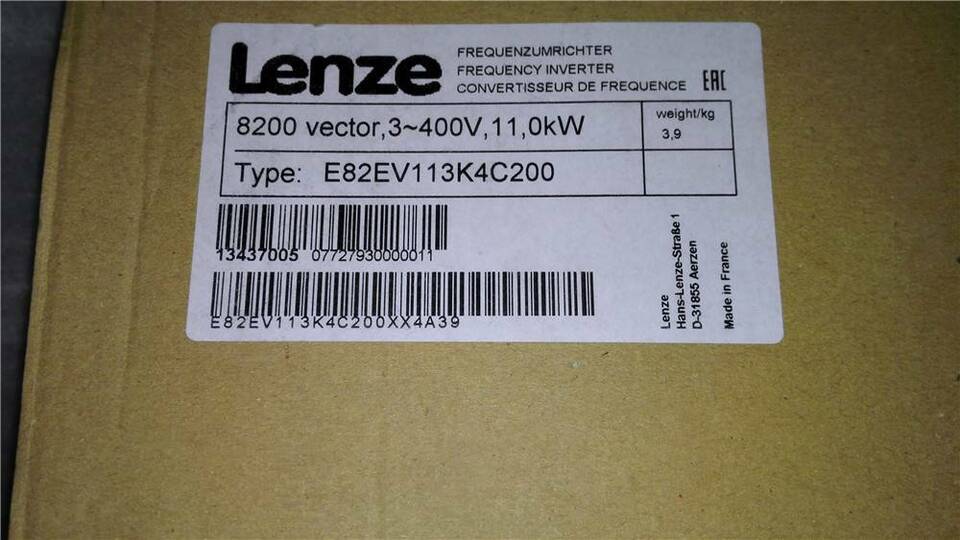 Lenze
FREQUENZUMRICHTER
FREQUENCY INVERTER
CONVERTISSEUR DE FREQUENCE
EAC
8200 vector,3~400V,11,0kW
weight/kg
3,9
Type: E82EV113K4C200
13437005 07727930000011
E82EV113K4C200XX4A39
Lenze
Hans-Lenze-Straße 1
D-31855 Aerzen
Made in France